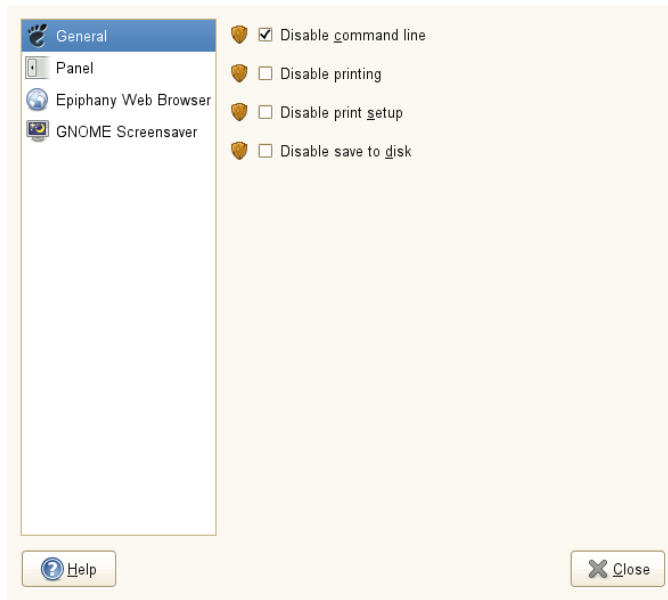 General
Panel
Epiphany Web Browser
GNOME Screensaver
Disable command line
Disable printing
Disable print setup
Disable save to disk
Help
Close